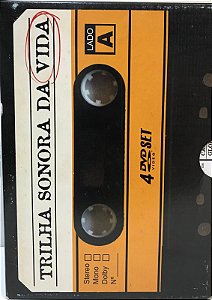 TRILHA SONORA DA VIDA
LADO
A
4 DVD SET
Stereo
Mono
Dolby
Nº